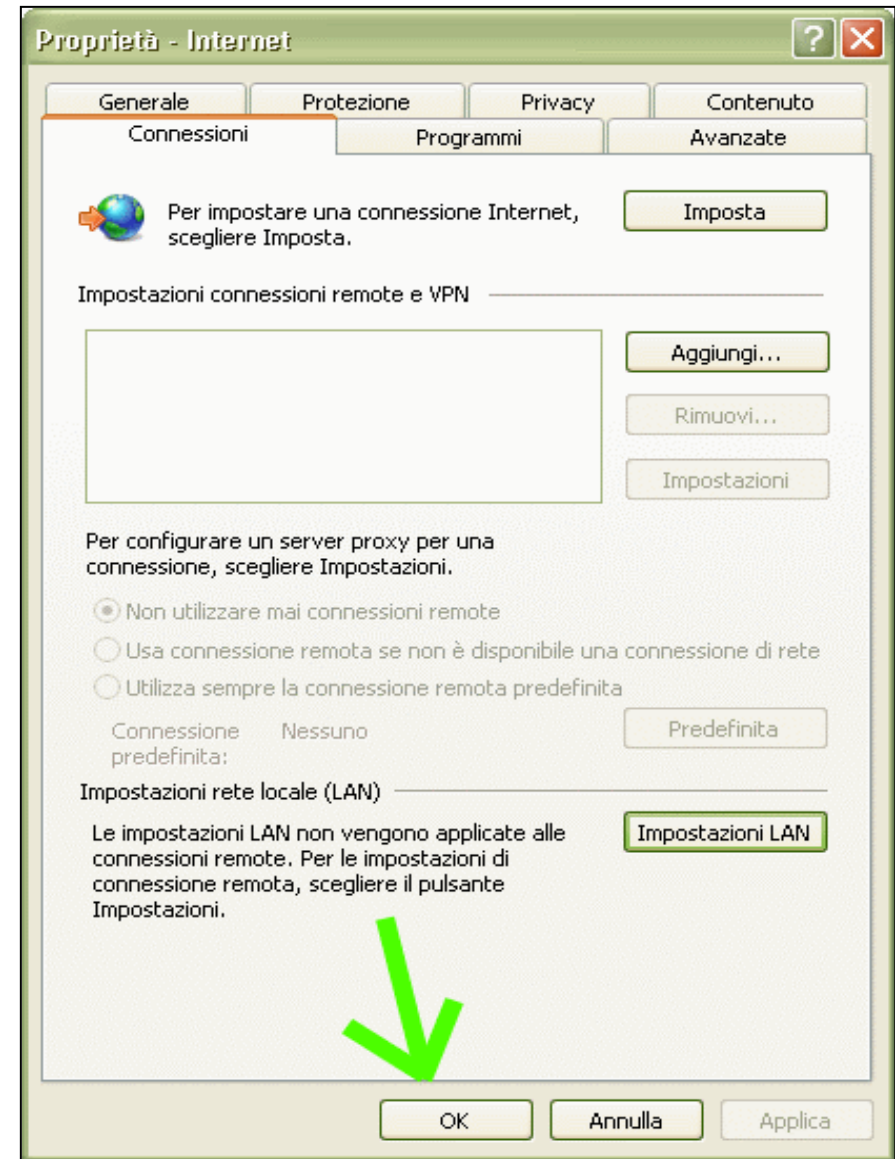 Proprietà - Internet
Generale
Protezione
Privacy
Contenuto
Connessioni
Programmi
Avanzate
Per impostare una connessione Internet,
scegliere Imposta.
Imposta
Impostazioni connessioni remote e VPN
Aggiungi...
Rimuovi...
Impostazioni
Per configurare un server proxy per una
connessione, scegliere Impostazioni.
Non utilizzare mai connessioni remote
Usa connessione remota se non è disponibile una connessione di rete
Utilizza sempre la connessione remota predefinita
Connessione
predefinita:
Nessuno
Predefinita
Impostazioni rete locale (LAN)
Le impostazioni LAN non vengono applicate alle
connessioni remote. Per le impostazioni di
connessione remota, scegliere il pulsante
Impostazioni.
Impostazioni LAN
OK
Annulla
Applica